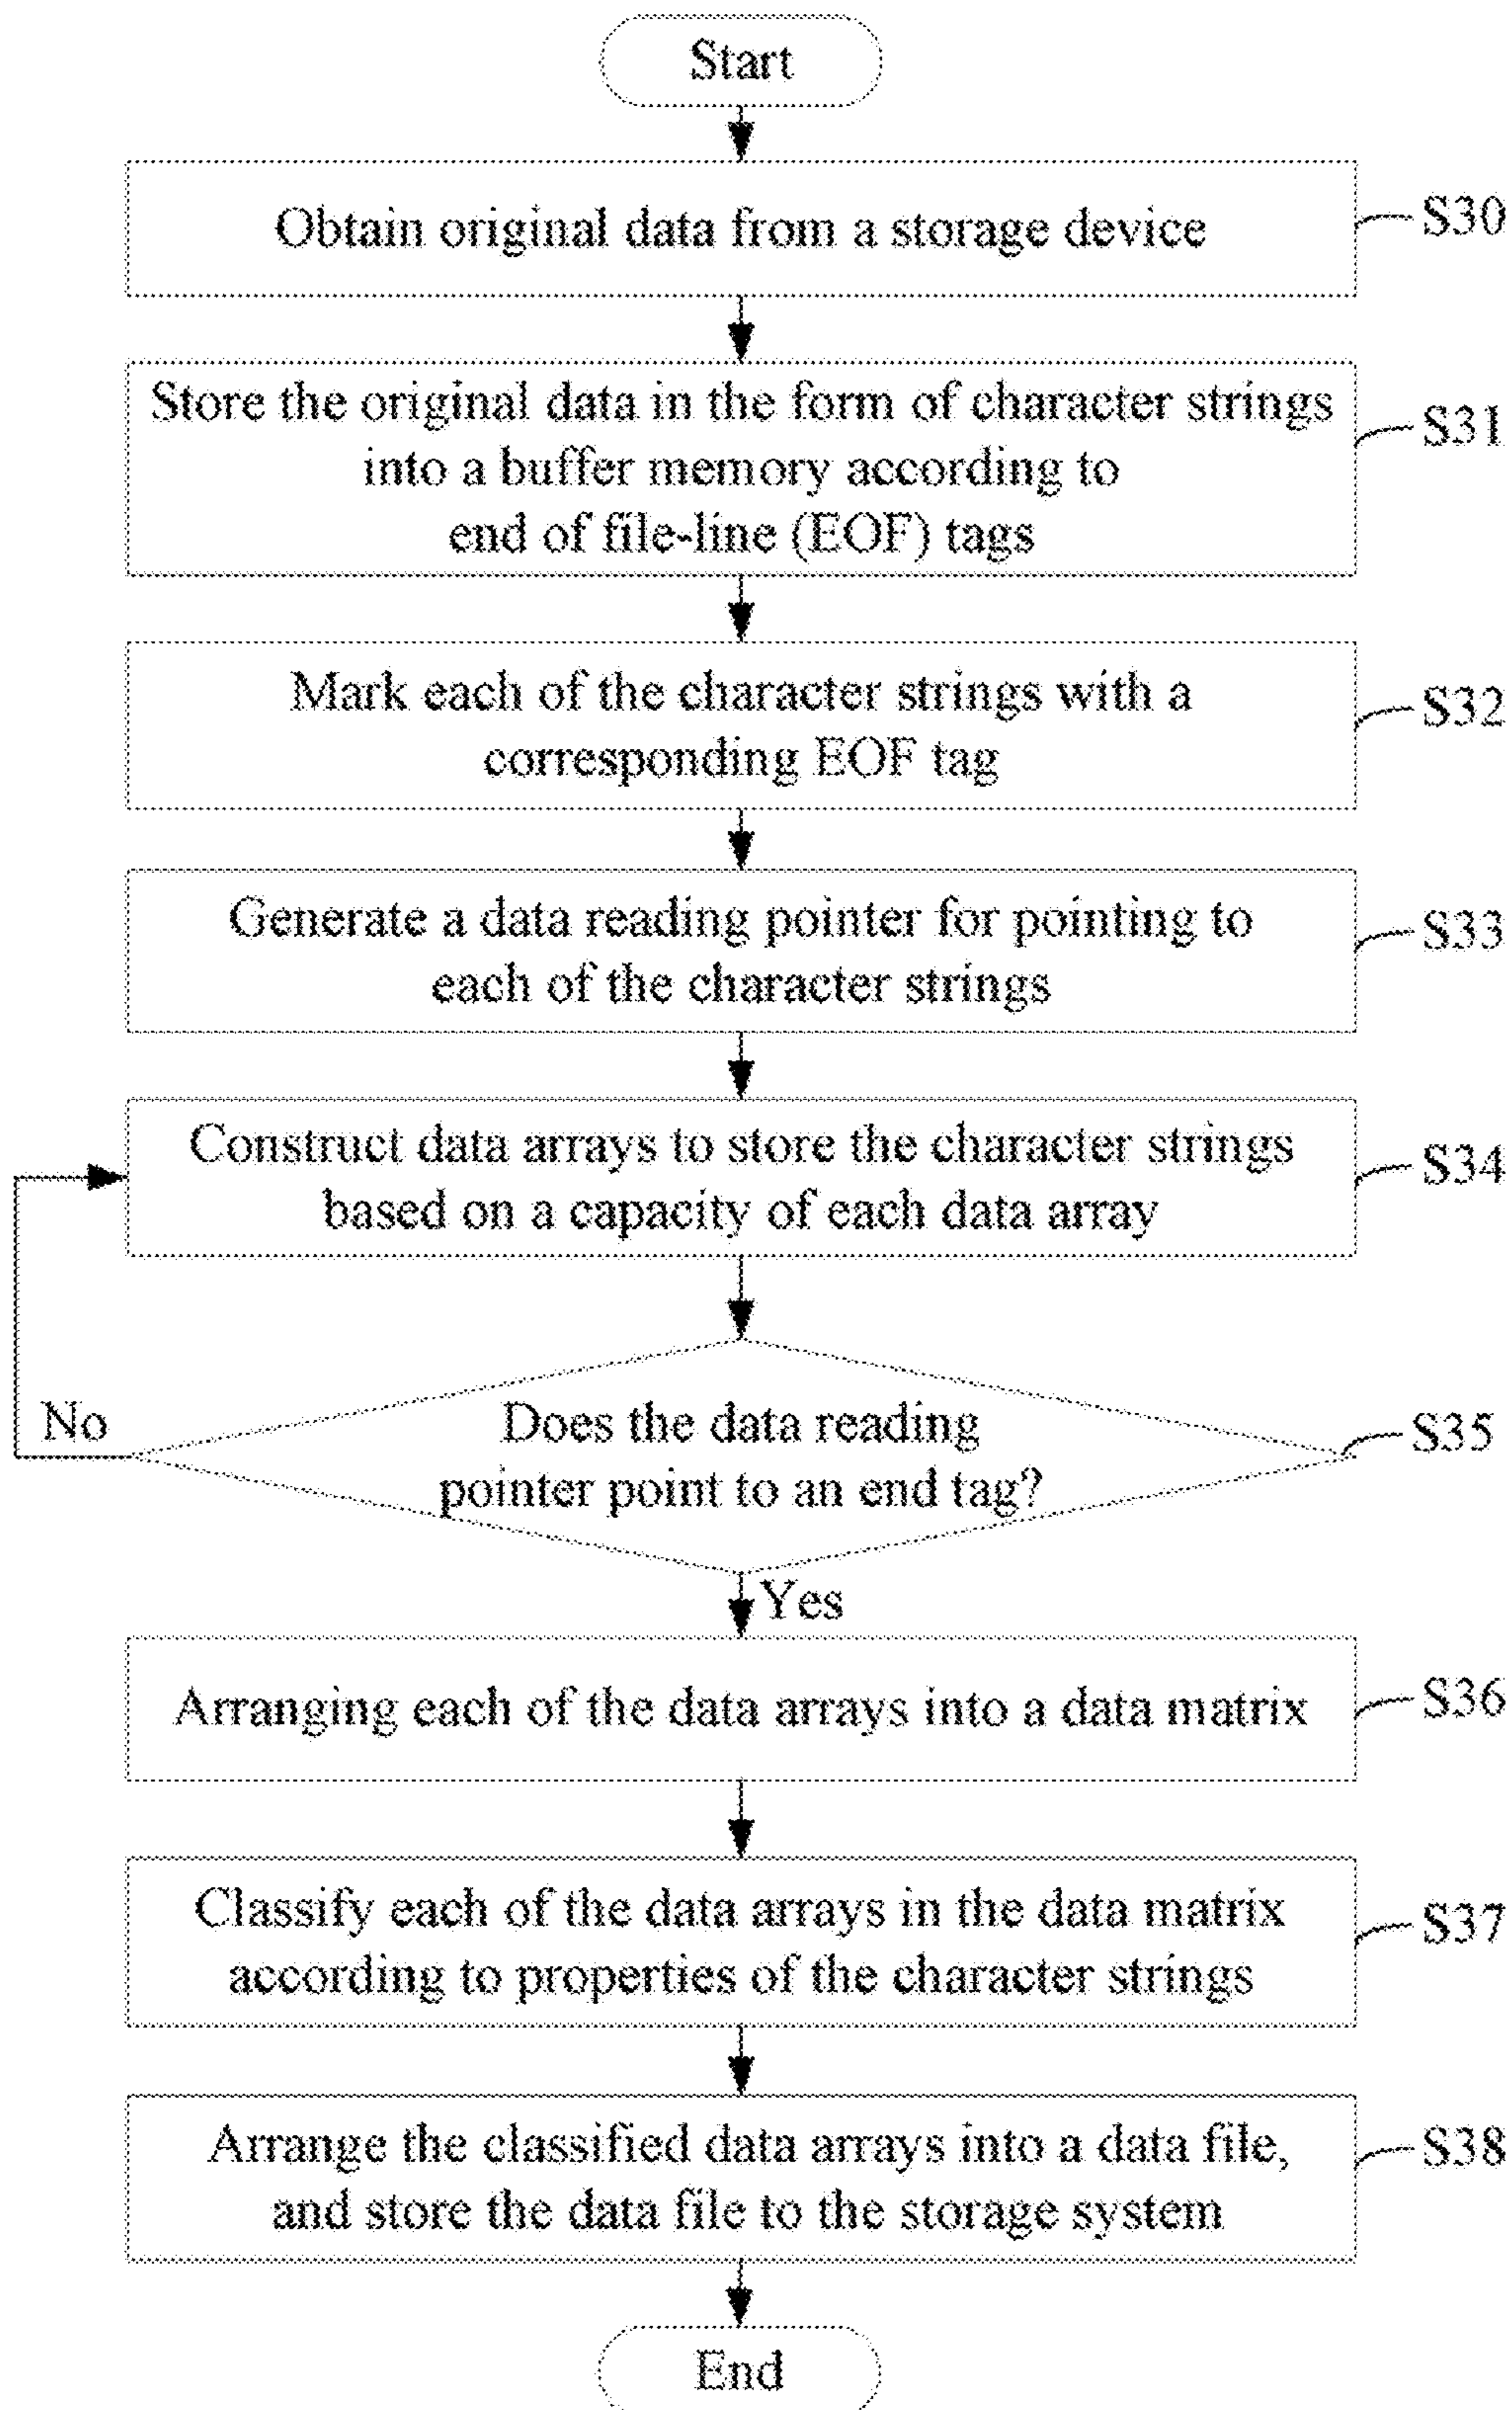 Start
Obtain original data from a storage device
S30
Store the original data in the form of character strings
into a buffer memory according to
end of file-line (EOF) tags
S31
Mark each of the character strings with a
corresponding EOF tag
S32
Generate a data reading pointer for pointing to
each of the character strings
S33
Construct data arrays to store the character strings
based on a capacity of each data array
S34
No
Does the data reading
pointer point to an end tag?
S35
Yes
Arranging each of the data arrays into a data matrix
S36
Classify each of the data arrays in the data matrix
according to properties of the character strings
S37
Arrange the classified data arrays into a data file,
and store the data file to the storage system
S38
End